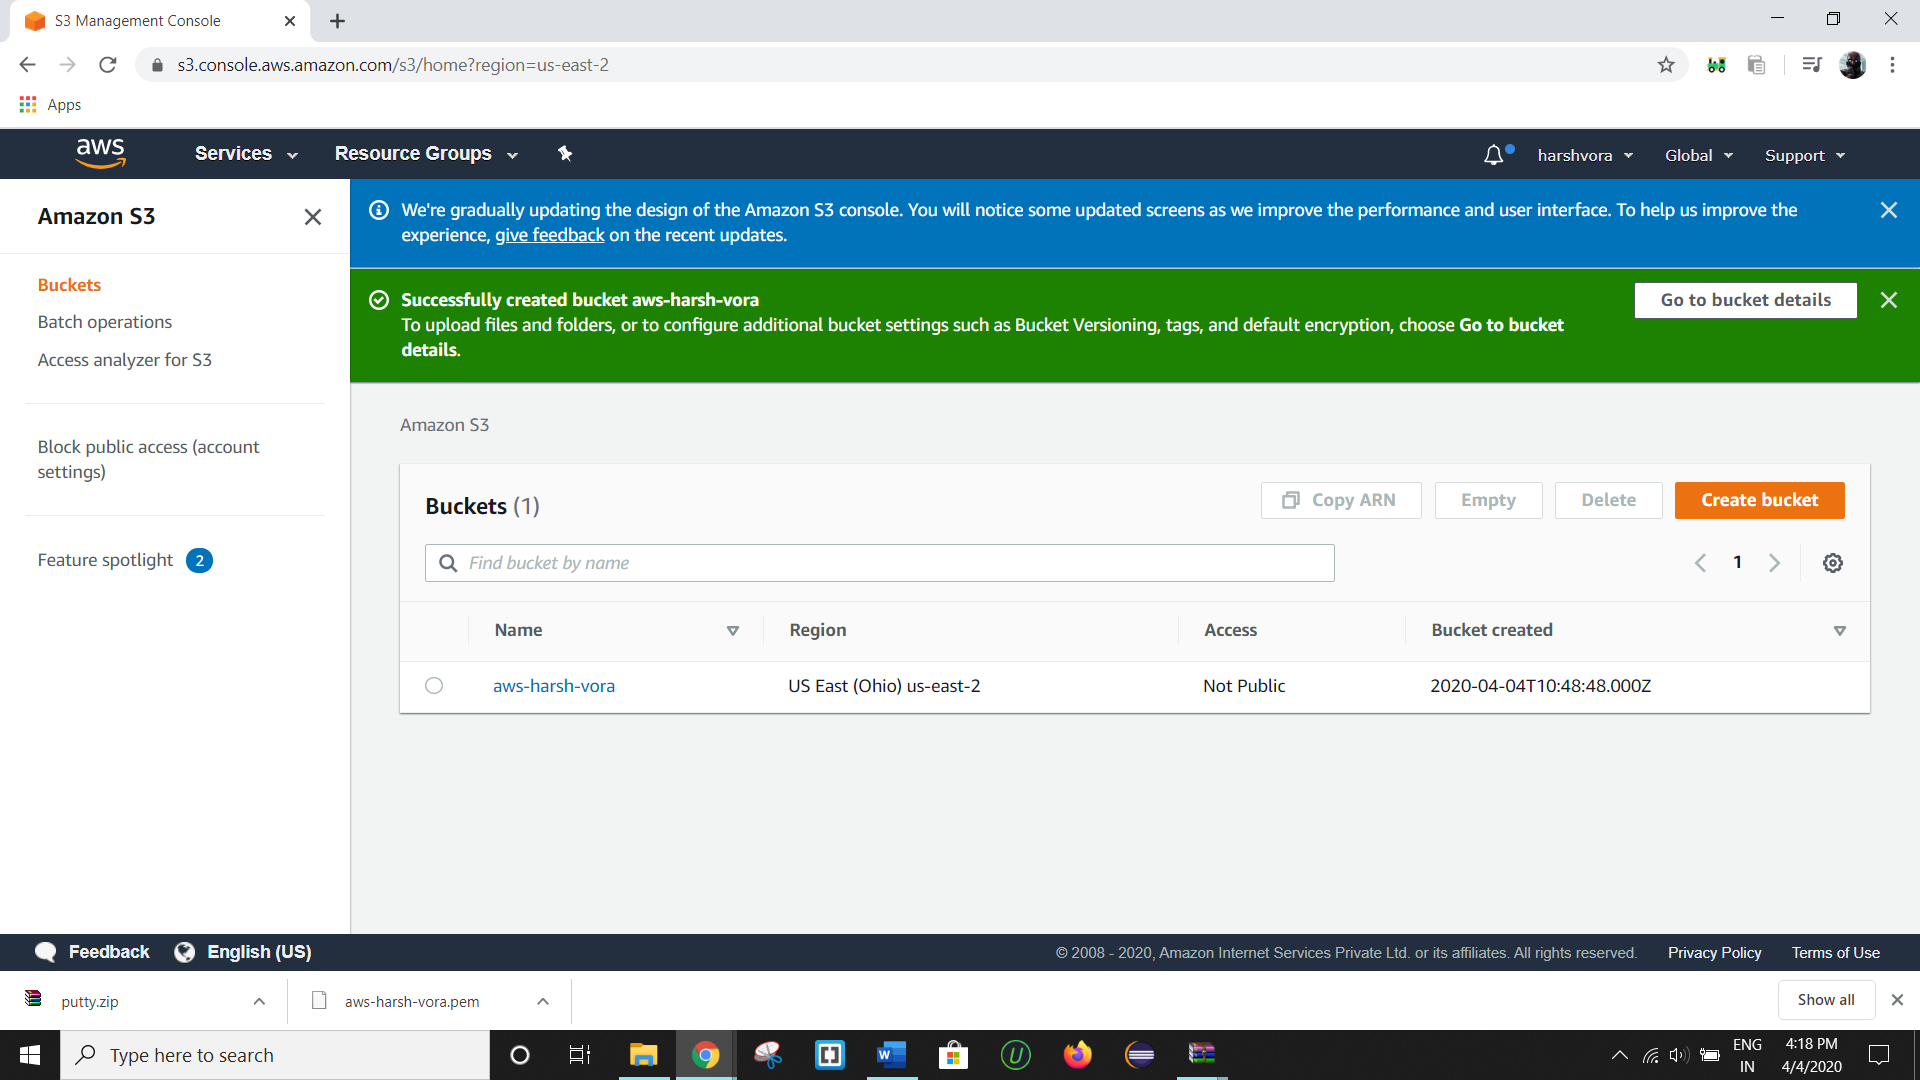 S3 Management Console
s3.console.aws.amazon.com/s3/home?region=us-east-2
Apps
aws
Services
Resource Groups
harshvora
Global
Support
Amazon S3
Buckets
Batch operations
Access analyzer for S3
Block public access (account
settings)
Feature spotlight 2
We're gradually updating the design of the Amazon S3 console. You will notice some updated screens as we improve the performance and user interface. To help us improve the
experience, give feedback on the recent updates.
Successfully created bucket aws-harsh-vora
To upload files and folders, or to configure additional bucket settings such as Bucket Versioning, tags, and default encryption, choose Go to bucket
details.
Go to bucket details
Amazon S3
Buckets (1)
Copy ARN
Empty
Delete
Create bucket
Find bucket by name
1
Name
Region
Access
Bucket created
aws-harsh-vora
US East (Ohio) us-east-2
Not Public
2020-04-04T10:48:48.000Z
Feedback
English (US)
© 2008 - 2020, Amazon Internet Services Private Ltd. or its affiliates. All rights reserved.
Privacy Policy
Terms of Use
putty.zip
aws-harsh-vora.pem
Show all
Type here to search
W
U
ENG
IN
4:18 PM
4/4/2020